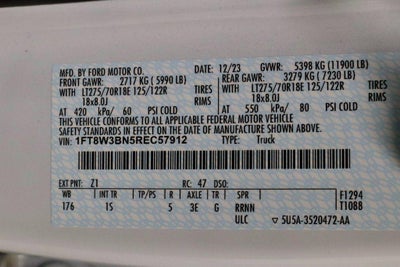 MFD. BY FORD MOTOR CO.
12/23 GVWR: 5398 KG (11900 LB)
FRONT GAWR: 2717 KG (5990 LB) REAR GAWR: 3279 KG (7230 LB)
WITH LT275/70R18E 125/122R TIRES WITH LT275/70R18E 125/122R TIRES
18x8.0J RIMS 18x8.0J RIMS
AT 420 kPa/ 60 PSI COLD AT 550 kPa/ 80 PSI COLD
THIS VEHICLE CONFORMS TO ALL APPLICABLE FEDERAL MOTOR VEHICLE
SAFETY STANDARDS IN EFFECT ON THE DATE OF MANUFACTURE SHOWN ABOVE.
VIN: 1FT8W3BN5REC57912 TYPE: Truck
EXT PNT: Z1 RC: 47 DSO: F1294
WB INT TR TP/PS R AXLE TR SPR T1088
176 1S 5 3E G RRNN
ULC ▽ 5U5A-3520472-AA